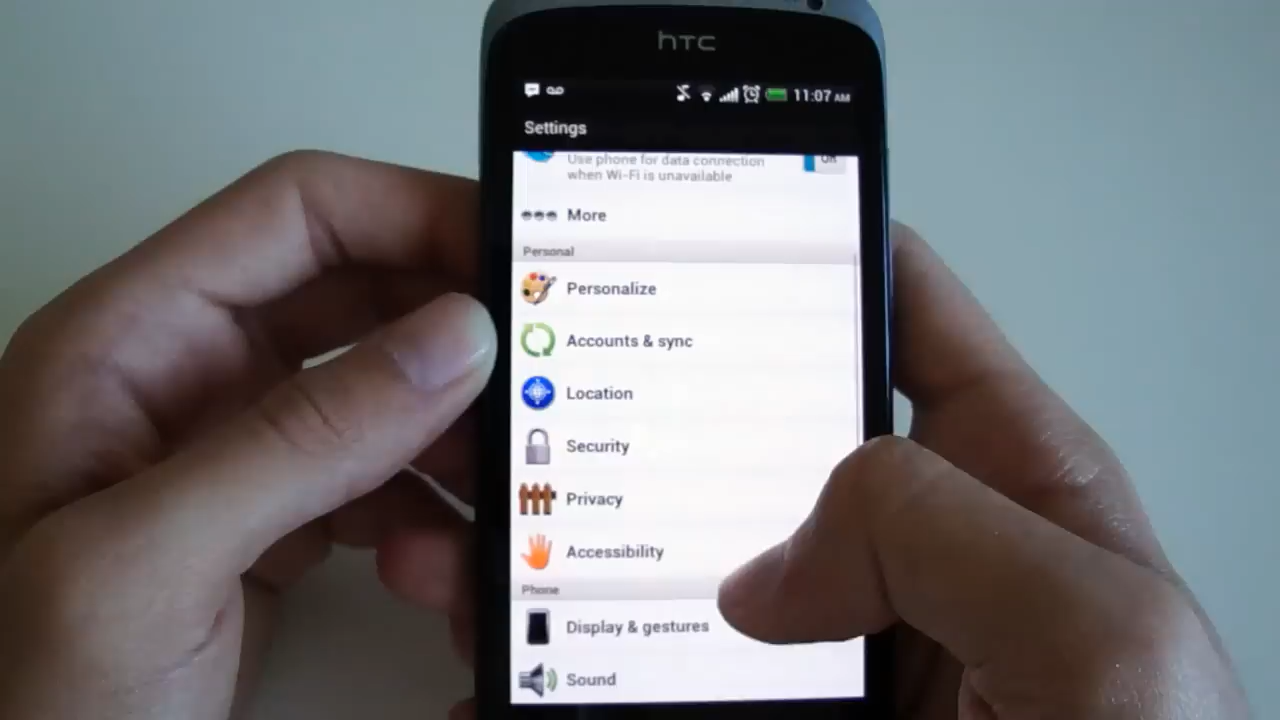 hTC
11:07 AM
Settings
Use phone for data connection
On
when Wi-Fi is unavailable
More
Personal
Personalize
Accounts & sync
Location
Security
Privacy
Accessibility
Phone
Display & gestures
Sound